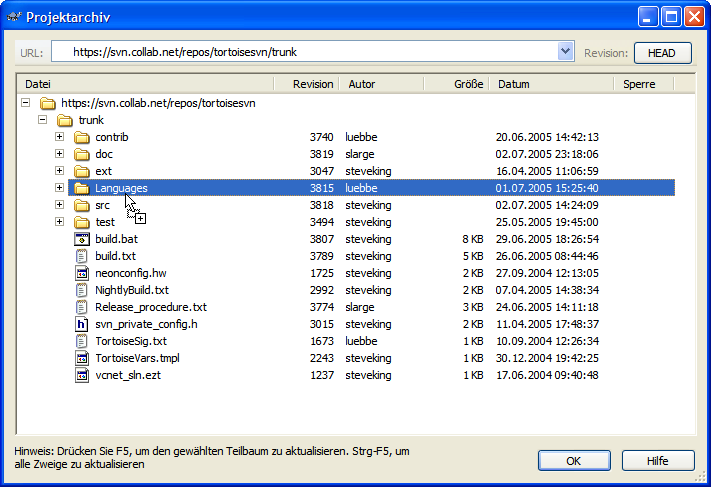 Projektarchiv
URL: https://svn.collab.net/repos/tortoisesvn/trunk Revision: HEAD
Datei Revision Autor Größe Datum Sperre
https://svn.collab.net/repos/tortoisesvn
trunk
contrib 3740 luebbe 20.06.2005 14:42:13
doc 3819 slarge 02.07.2005 23:18:06
ext 3047 steveking 16.04.2005 11:06:59
Languages 3815 luebbe 01.07.2005 15:25:40
src 3818 steveking 02.07.2005 14:24:09
test 3494 steveking 25.05.2005 19:45:00
build.bat 3807 steveking 8 KB 29.06.2005 18:26:54
build.txt 3789 steveking 5 KB 26.06.2005 08:44:46
neonconfig.hw 1725 steveking 2 KB 27.09.2004 12:13:05
NightlyBuild.txt 2992 steveking 2 KB 07.04.2005 14:38:34
Release_procedure.txt 3774 slarge 3 KB 24.06.2005 14:11:18
svn_private_config.h 3015 steveking 2 KB 11.04.2005 17:48:37
TortoiseSig.txt 1673 luebbe 1 KB 10.09.2004 12:26:34
TortoiseVars.tmpl 2243 steveking 1 KB 30.12.2004 19:42:25
vcnet_sln.ezt 1237 steveking 1 KB 17.06.2004 09:40:48
Hinweis: Drücken Sie F5, um den gewählten Teilbaum zu aktualisieren. Strg-F5, um
alle Zweige zu aktualisieren
OK Hilfe